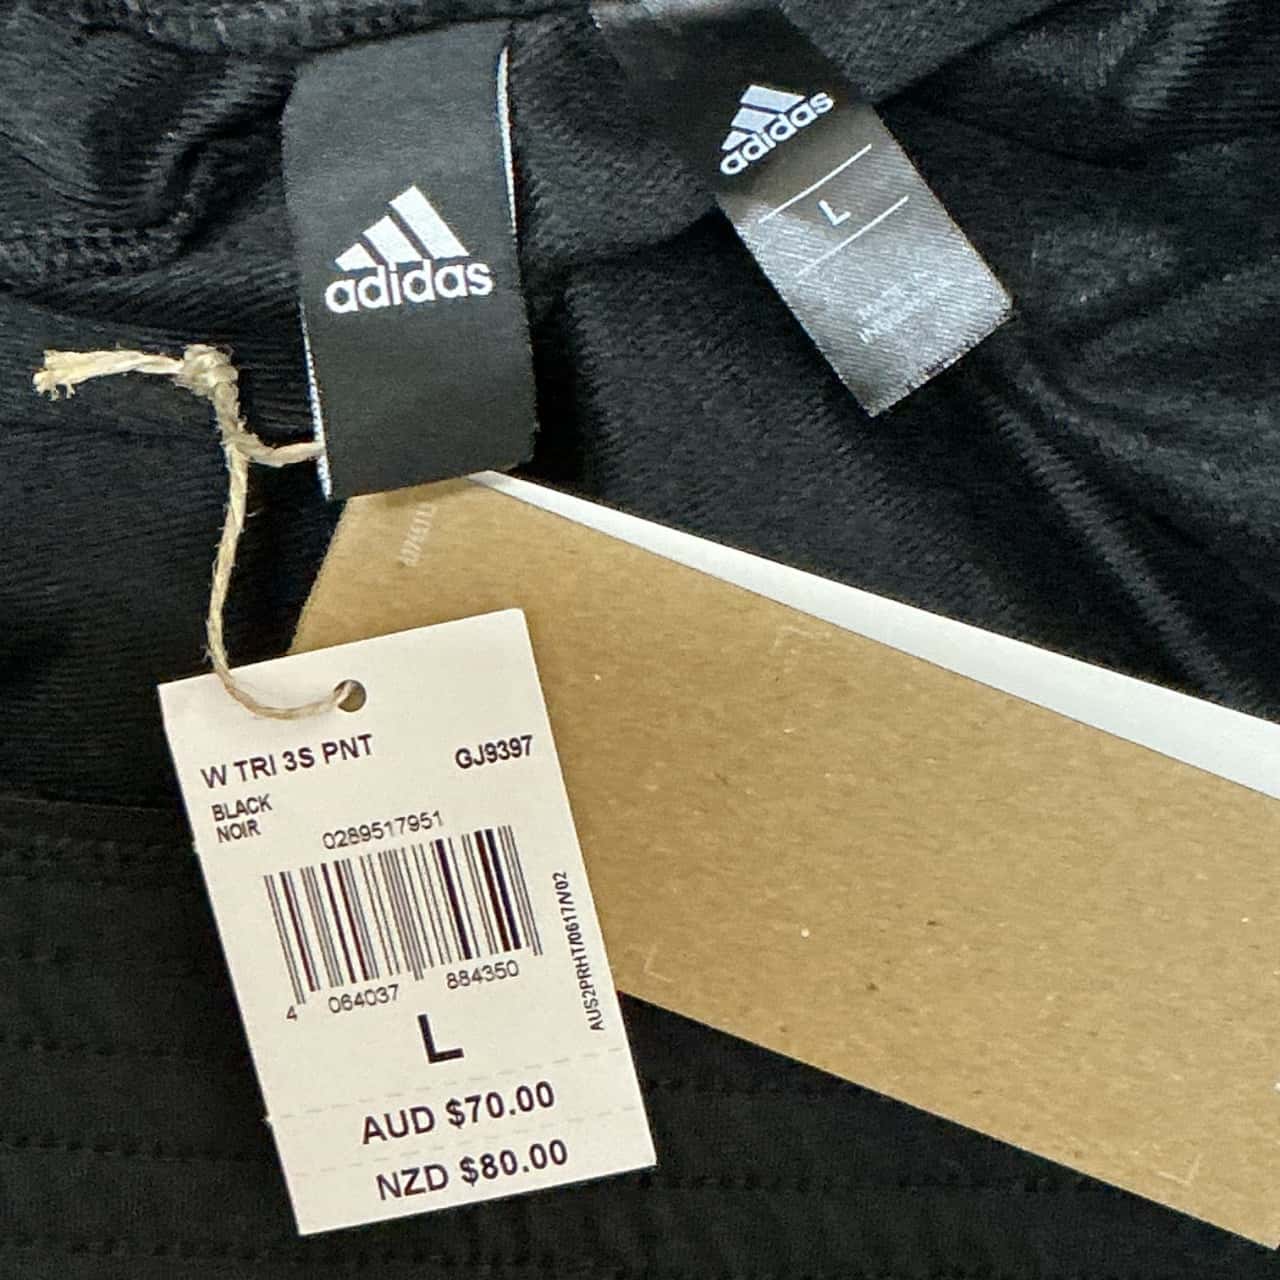 adidas
adidas
L
W TRI 3S PNT
GJ9397
BLACK
NOIR
0289517951
4 064037 884350
AUS2PRHT/0617/V02
L
AUD $70.00
NZD $80.00